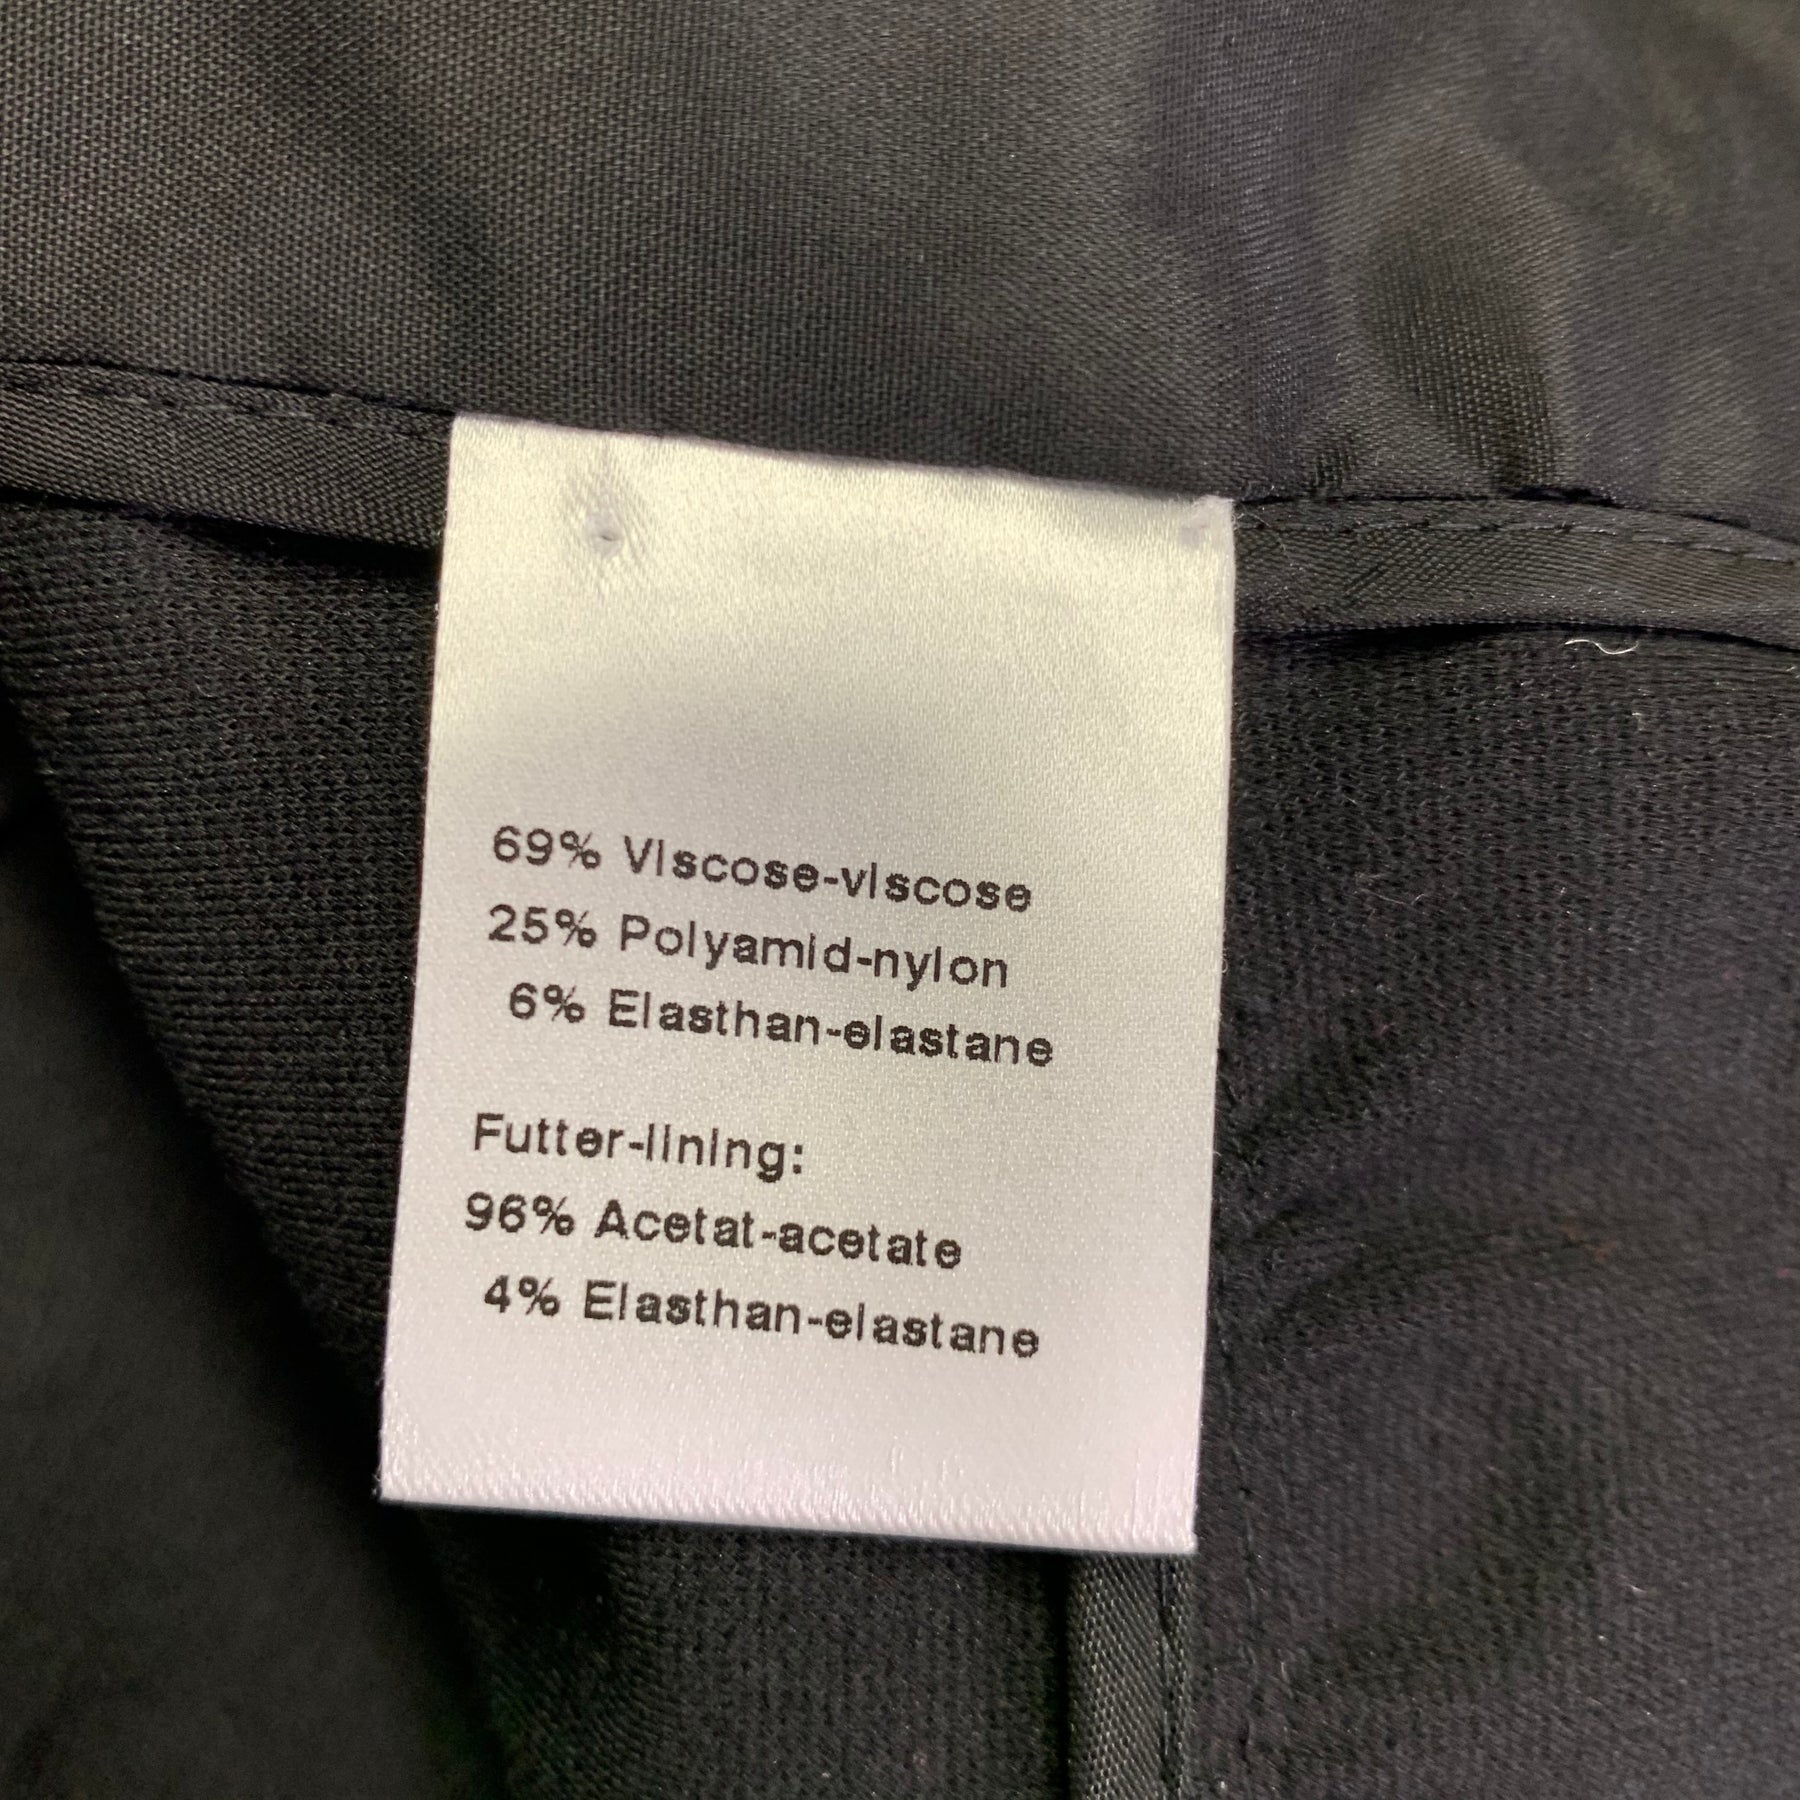 69% Viscose-viscose
25% Polyamid-nylon
6% Elasthan-elastane
Futter-lining:
96% Acetat-acetate
4% Elasthan-elastane